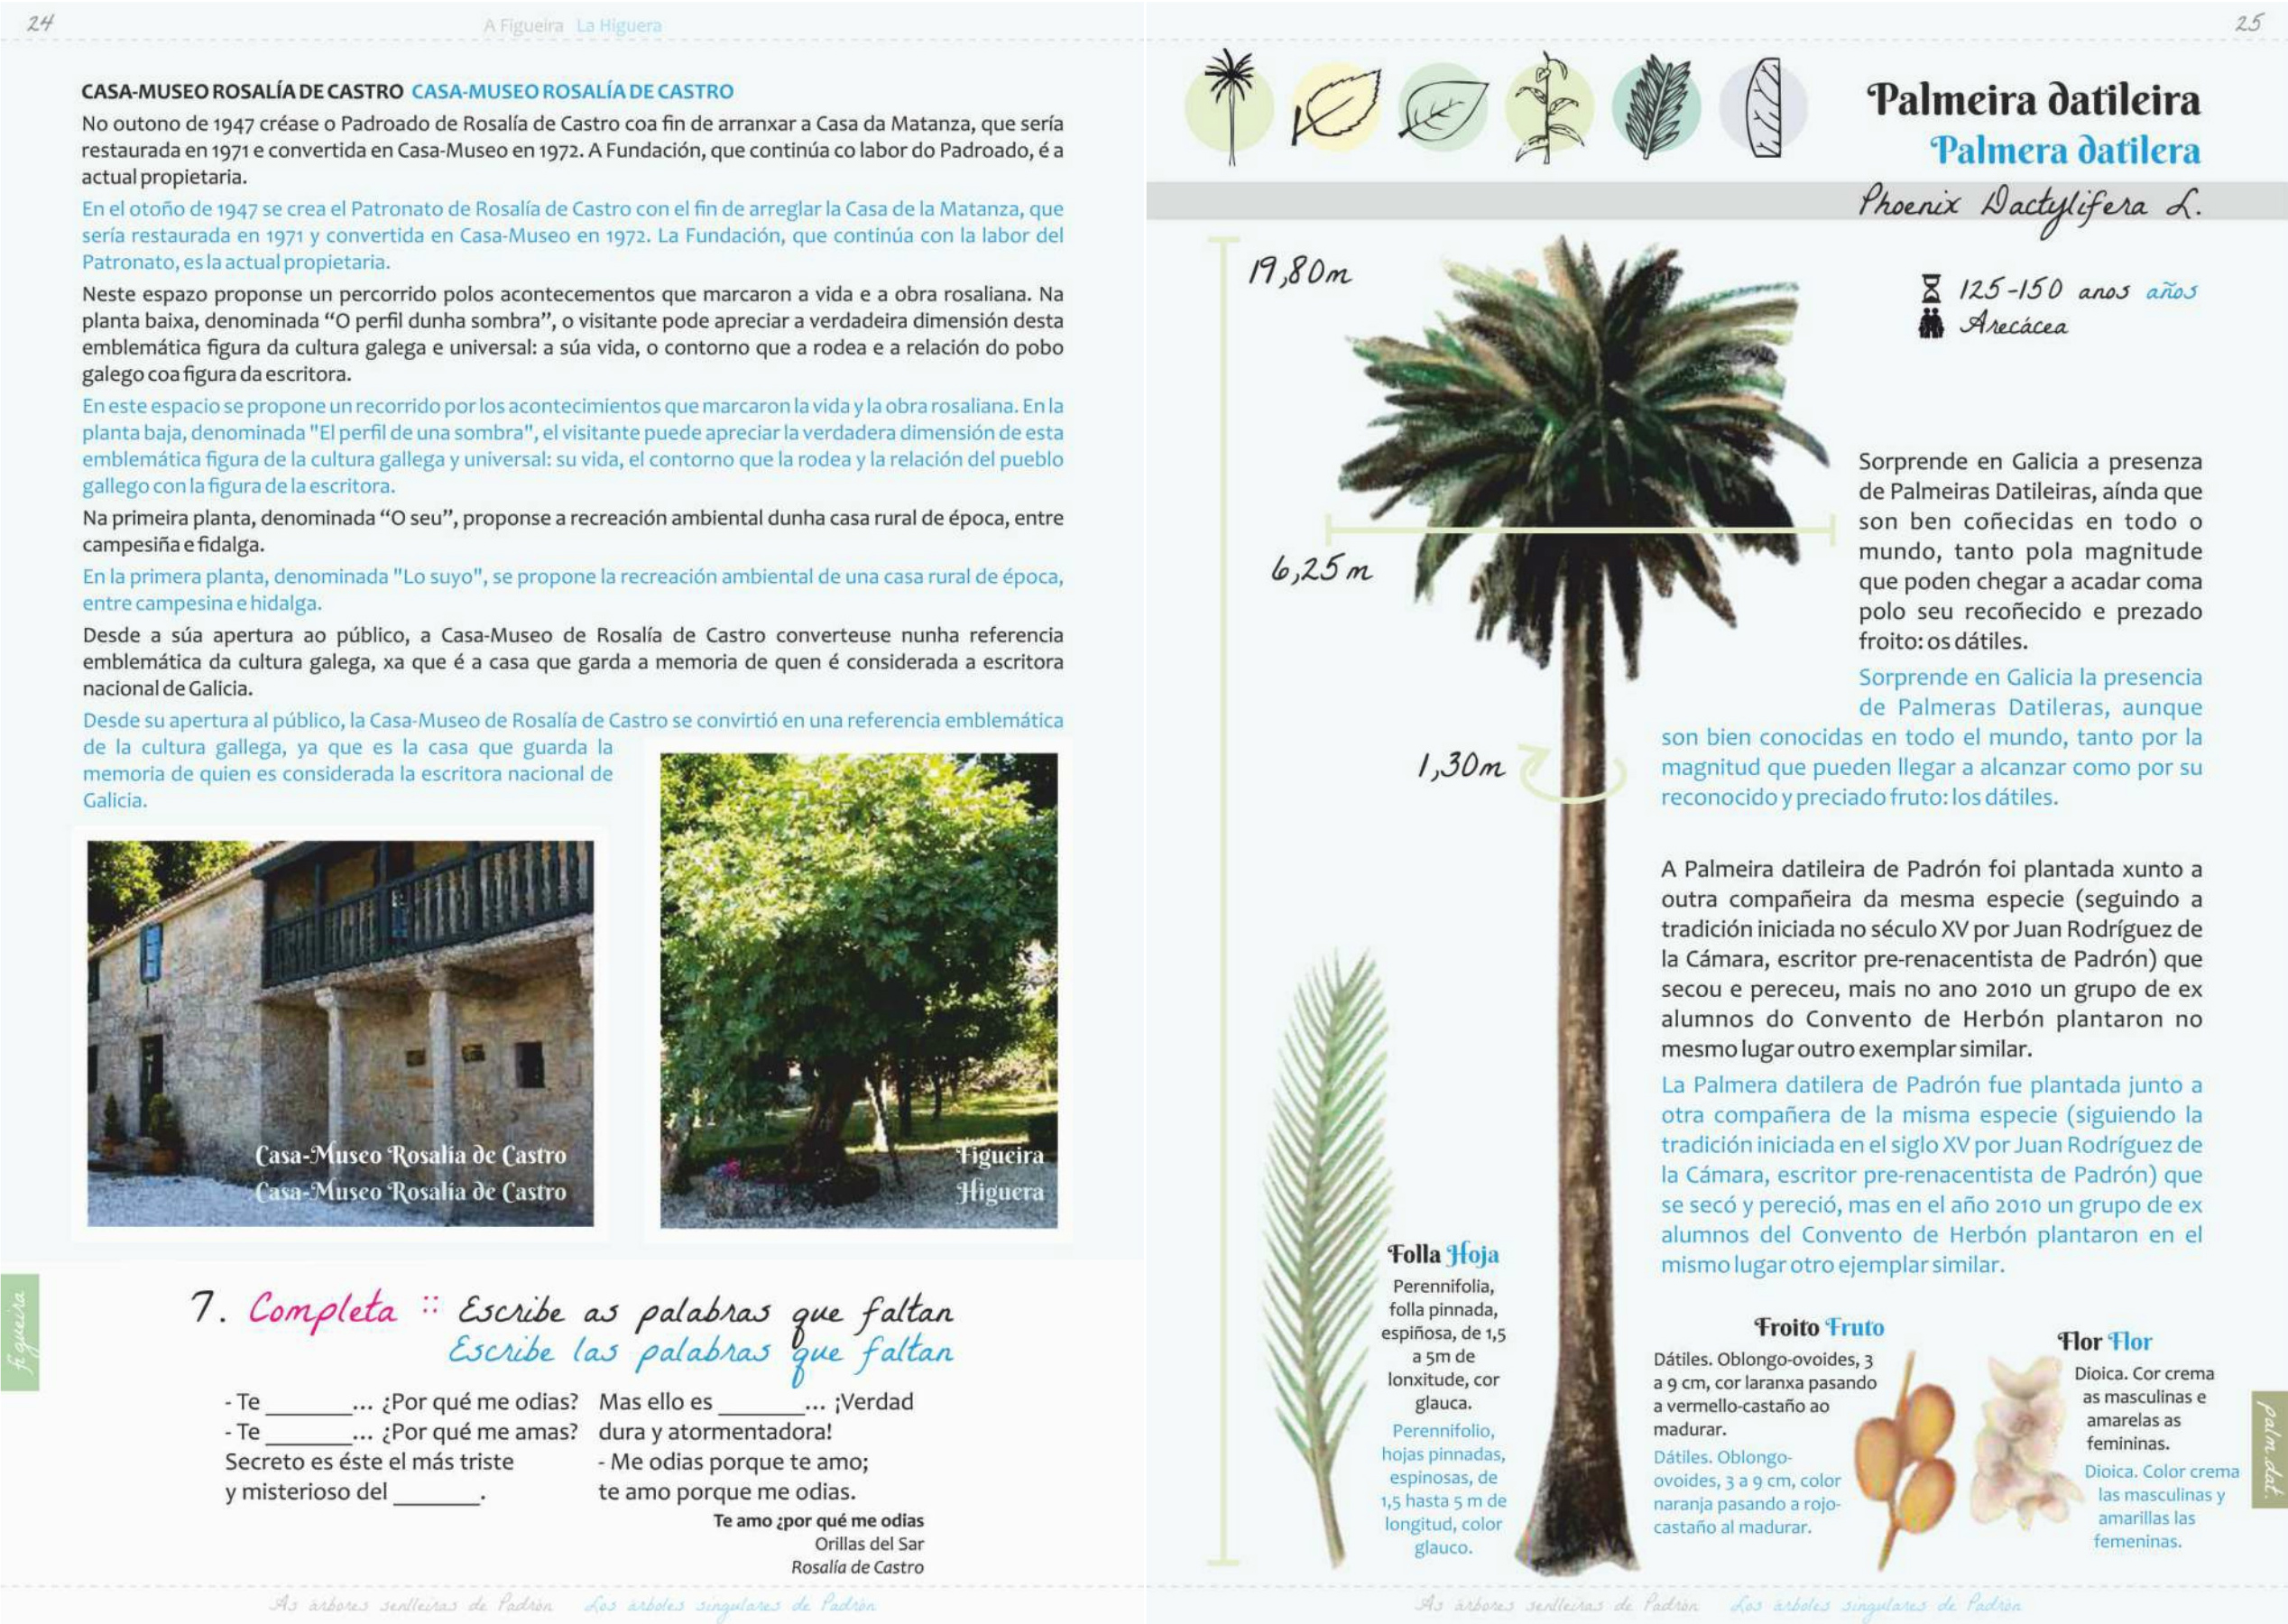 24
A Figueira La Higuera
CASA-MUSEO ROSALÍA DE CASTRO CASA-MUSEO ROSALÍA DE CASTRO
No outono de 1947 créase o Padroado de Rosalía de Castro coa fin de arranxar a Casa da Matanza, que sería
restaurada en 1971 e convertida en Casa-Museo en 1972. A Fundación, que continúa co labor do Padroado, é a
actual propietaria.
En el otoño de 1947 se crea el Patronato de Rosalía de Castro con el fin de arreglar la Casa de la Matanza, que
sería restaurada en 1971 y convertida en Casa-Museo en 1972. La Fundación, que continúa con la labor del
Patronato, es la actual propietaria.
Neste espazo proponse un percorrido polos acontecementos que marcaron a vida e a obra rosaliana. Na
planta baixa, denominada “O perfil dunha sombra”, o visitante pode apreciar a verdadeira dimensión desta
emblemática figura da cultura galega e universal: a súa vida, o contorno que a rodea e a relación do pobo
galego coa figura da escritora.
En este espacio se propone un recorrido por los acontecimientos que marcaron la vida y la obra rosaliana. En la
planta baja, denominada "El perfil de una sombra", el visitante puede apreciar la verdadera dimensión de esta
emblemática figura de la cultura gallega y universal: su vida, el contorno que la rodea y la relación del pueblo
gallego con la figura de la escritora.
Na primeira planta, denominada “O seu”, proponse a recreación ambiental dunha casa rural de época, entre
campesiña e fidalga.
En la primera planta, denominada "Lo suyo", se propone la recreación ambiental de una casa rural de época,
entre campesina e hidalga.
Desde a súa apertura ao público, a Casa-Museo de Rosalía de Castro converteuse nunha referencia
emblemática da cultura galega, xa que é a casa que garda a memoria de quen é considerada a escritora
nacional de Galicia.
Desde su apertura al público, la Casa-Museo de Rosalía de Castro se convirtió en una referencia emblemática
de la cultura gallega, ya que es la casa que guarda la
memoria de quien es considerada la escritora nacional de
Galicia.
Casa-Museo Rosalía de Castro
Casa-Museo Rosalía de Castro
Figueira
Higuera
figueira
7. Completa :: Escribe as palabras que faltan
Escribe las palabras que faltan
- Te ________... ¿Por qué me odias?
- Te ________... ¿Por qué me amas?
Secreto es éste el más triste
y misterioso del ________.
Mas ello es ________... ¡Verdad
dura y atormentadora!
- Me odias porque te amo;
te amo porque me odias.
Te amo ¿por qué me odias
Orillas del Sar
Rosalía de Castro
As árbores senlleiras de Padrón Los árboles singulares de Padrón
25
Palmeira datileira
Palmera datilera
Phoenix Dactylifera L.
19,80m
125-150 anos años
Arecácea
6,25m
1,30m
Sorprende en Galicia a presenza
de Palmeiras Datileiras, aínda que
son ben coñecidas en todo o
mundo, tanto pola magnitude
que poden chegar a acadar coma
polo seu recoñecido e prezado
froito: os dátiles.
Sorprende en Galicia la presencia
de Palmeras Datileras, aunque
son bien conocidas en todo el mundo, tanto por la
magnitud que pueden llegar a alcanzar como por su
reconocido y preciado fruto: los dátiles.
A Palmeira datileira de Padrón foi plantada xunto a
outra compañeira da mesma especie (seguindo a
tradición iniciada no século XV por Juan Rodríguez de
la Cámara, escritor pre-renacentista de Padrón) que
secou e pereceu, mais no ano 2010 un grupo de ex
alumnos do Convento de Herbón plantaron no
mesmo lugar outro exemplar similar.
La Palmera datilera de Padrón fue plantada junto a
otra compañera de la misma especie (siguiendo la
tradición iniciada en el siglo XV por Juan Rodríguez de
la Cámara, escritor pre-renacentista de Padrón) que
se secó y pereció, mas en el año 2010 un grupo de ex
alumnos del Convento de Herbón plantaron en el
mismo lugar otro ejemplar similar.
Folla Hoja
Perennifolia,
folla pinnada,
espiñosa, de 1,5
a 5m de
lonxitude, cor
glauca.
Perennifolio,
hojas pinnadas,
espinosas, de
1,5 hasta 5 m de
longitud, color
glauco.
Froito Fruto
Dátiles. Oblongo-ovoides, 3
a 9 cm, cor laranxa pasando
a vermello-castaño ao
madurar.
Dátiles. Oblongo-
ovoides, 3 a 9 cm, color
naranja pasando a rojo-
castaño al madurar.
Flor Flor
Dioica. Cor crema
as masculinas e
amarelas as
femininas.
Dioica. Color crema
las masculinas y
amarillas las
femeninas.
palm.dat.
As árbores senlleiras de Padrón Los árboles singulares de Padrón